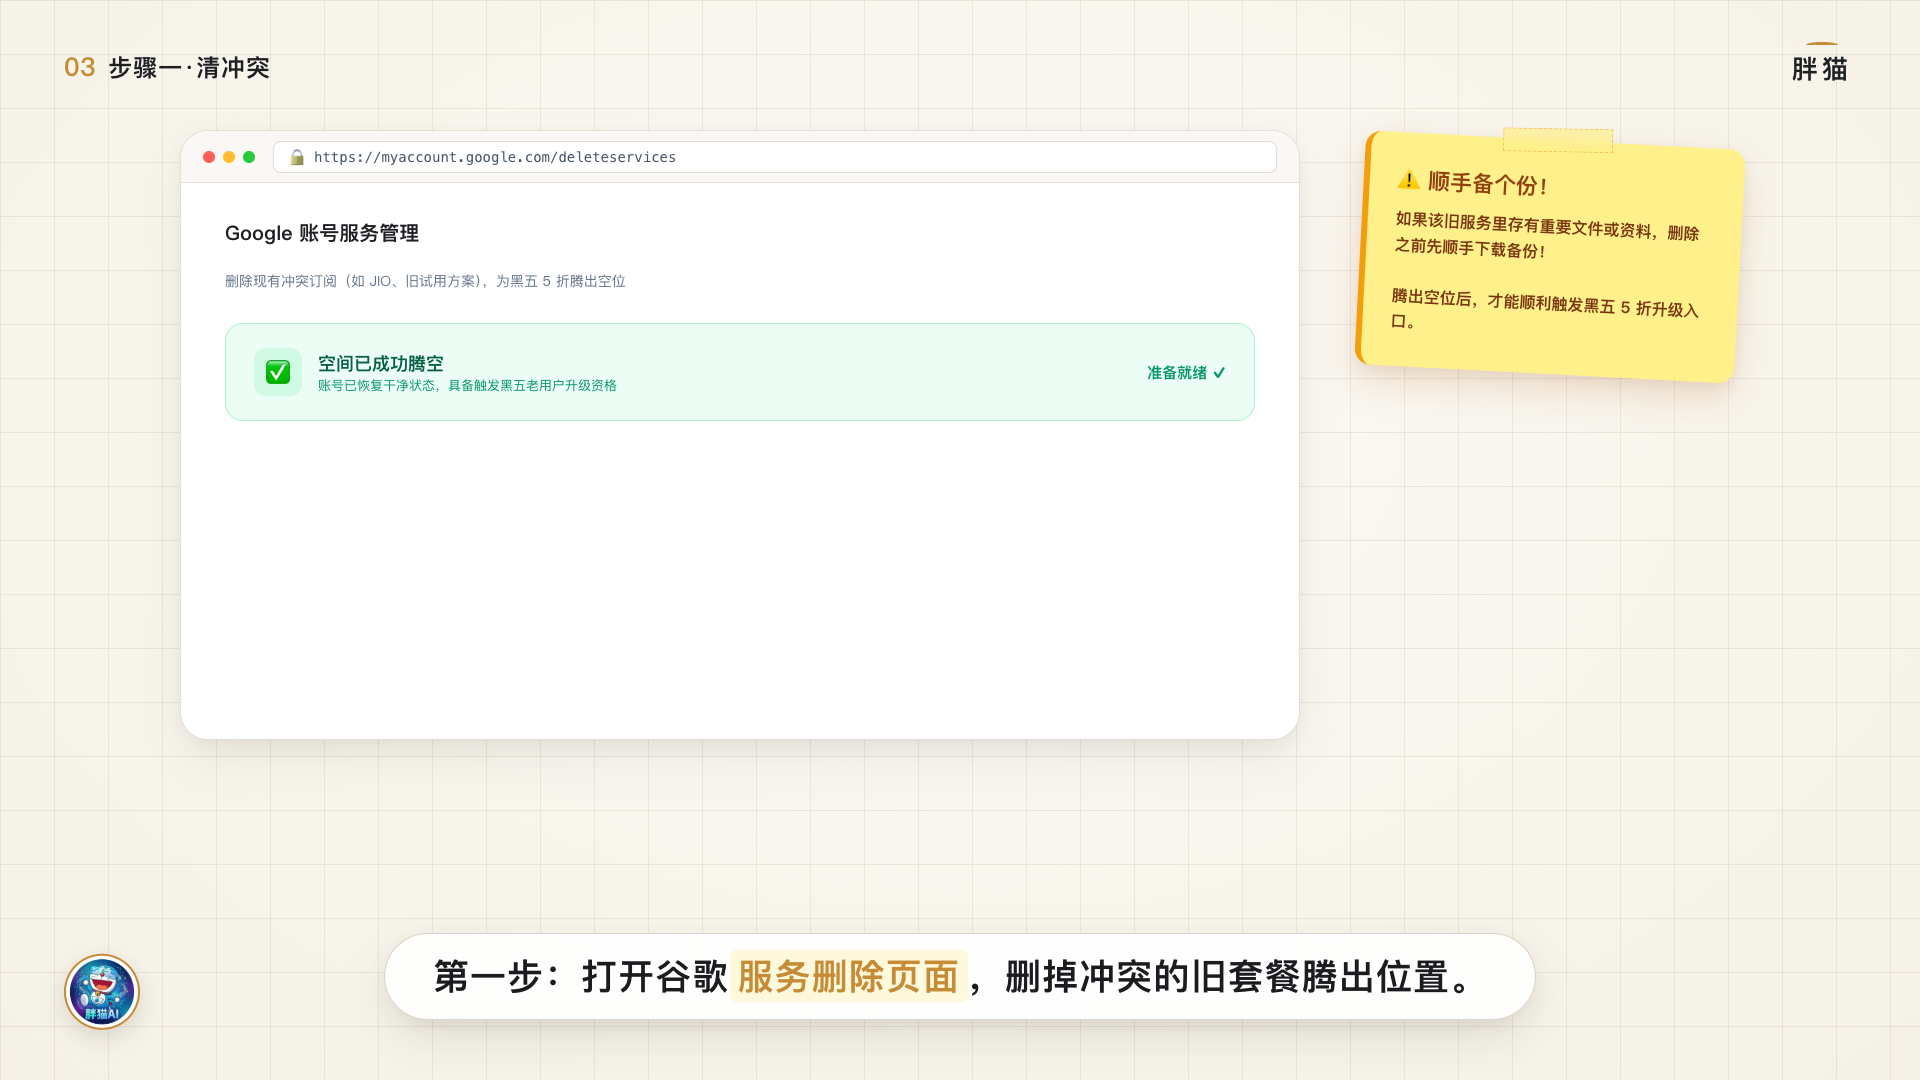 03 步骤一·清冲突
胖猫
https://myaccount.google.com/deleteservices
Google 账号服务管理
删除现有冲突订阅（如 JIO、旧试用方案），为黑五 5 折腾出空位
空间已成功腾空
账号已恢复干净状态，具备触发黑五老用户升级资格
准备就绪 ✓
⚠️ 顺手备个份！
如果该旧服务里存有重要文件或资料，删除
之前先顺手下载备份！
腾出空位后，才能顺利触发黑五 5 折升级入
口。
胖猫AI
第一步：打开谷歌服务删除页面，删掉冲突的旧套餐腾出位置。